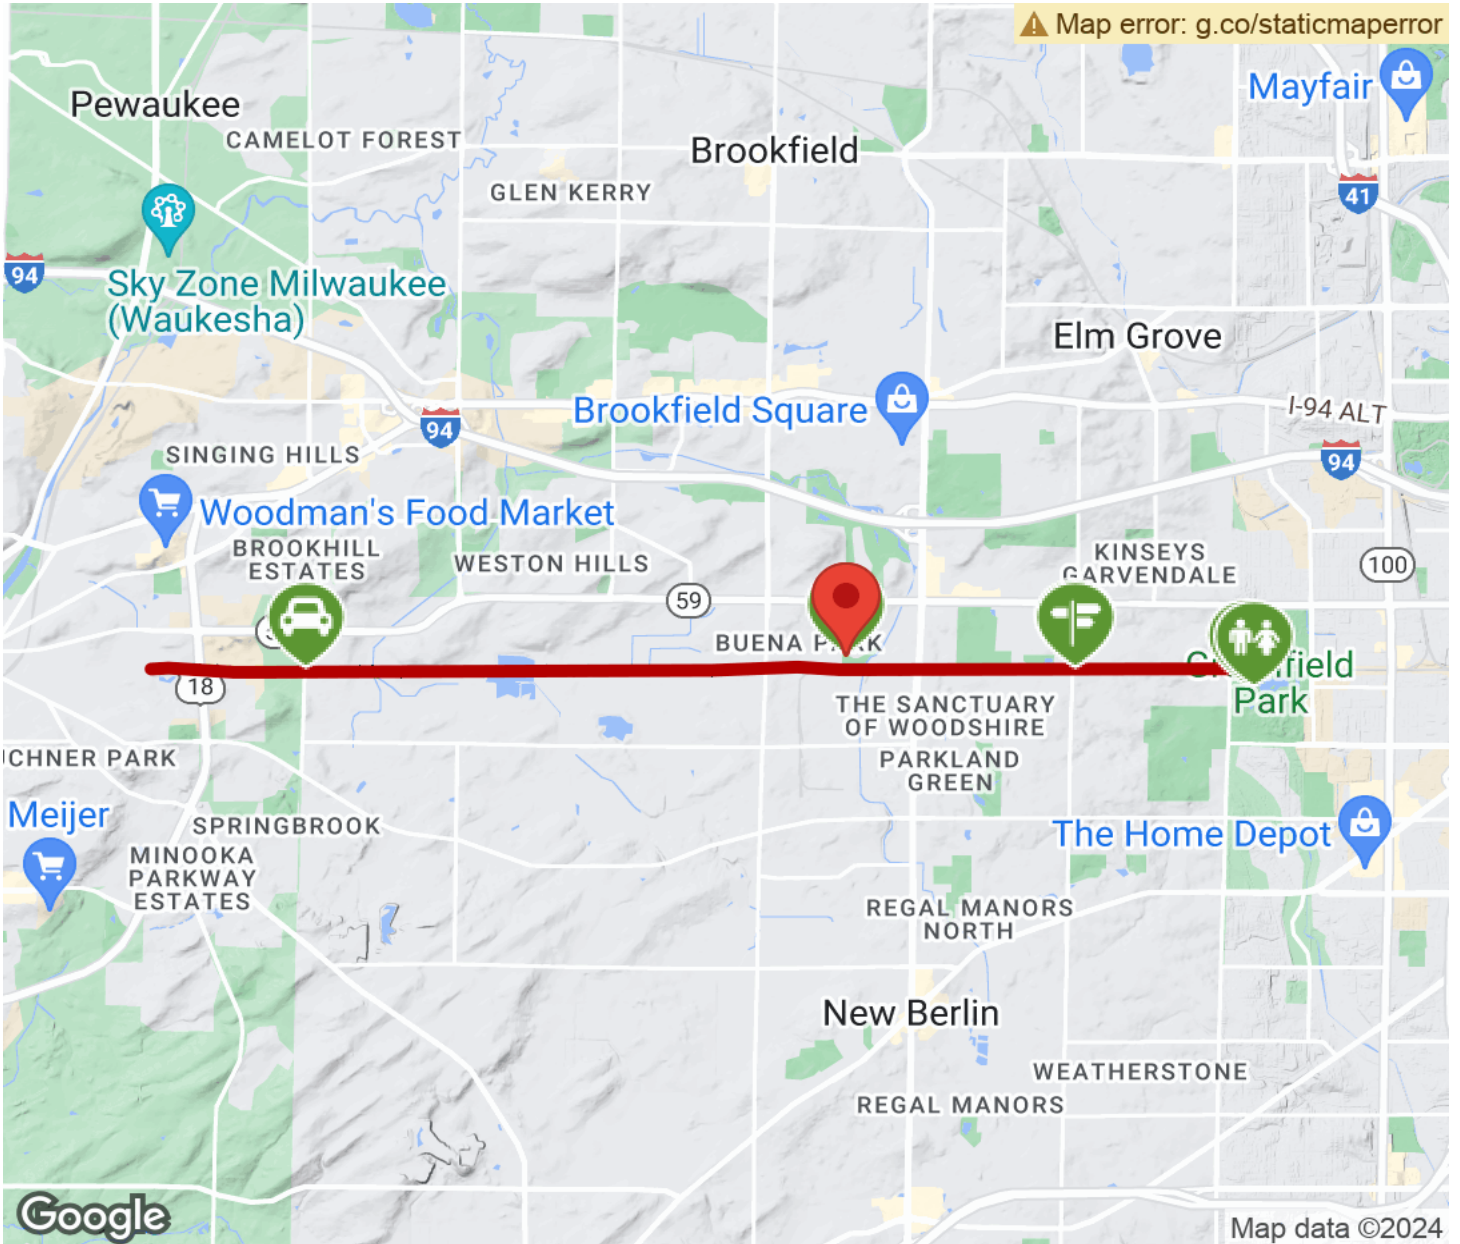 Map error: g.co/staticmaperror
Mayfair
Pewaukee
CAMELOT FOREST
Brookfield
GLEN KERRY
41
94
Sky Zone Milwaukee
(Waukesha)
Elm Grove
Brookfield Square
I-94 ALT
94
SINGING HILLS
94
Woodman's Food Market
BROOKHILL
ESTATES
WESTON HILLS
KINSEYS
GARVENDALE
100
59
BUENA PARK
18
Park
THE SANCTUARY
OF WOODSHIRE
PARKLAND
GREEN
UCHNER PARK
Meijer
SPRINGBROOK
The Home Depot
MINOOKA
PARKWAY
ESTATES
REGAL MANORS
NORTH
New Berlin
WEATHERSTONE
REGAL MANORS
Google
Map data ©2024